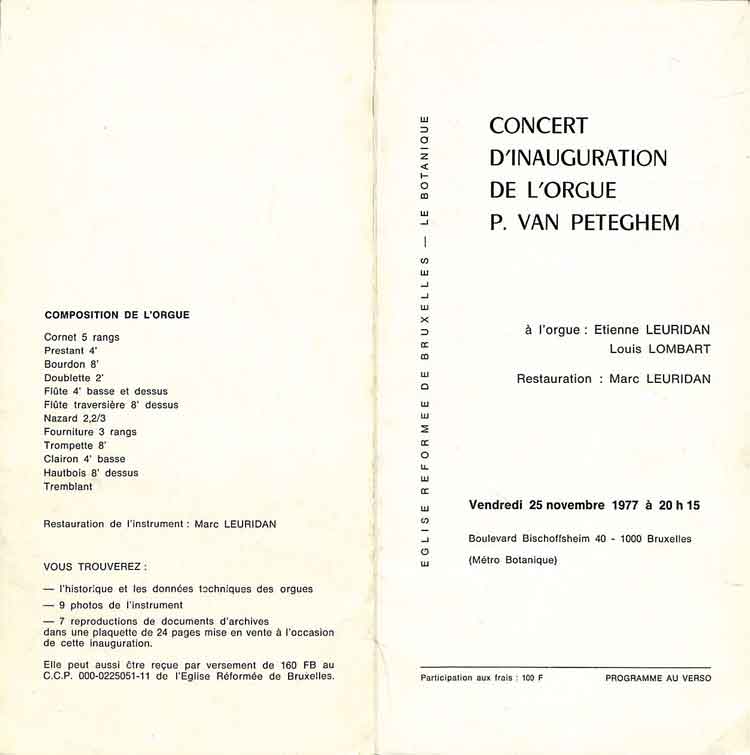 COMPOSITION DE L'ORGUE
Cornet 5 rangs
Prestant 4'
Bourdon 8'
Doublette 2'
Flûte 4' basse et dessus
Flûte traversière 8' dessus
Nazard 2,2/3
Fourniture 3 rangs
Trompette 8'
Clairon 4' basse
Hautbois 8' dessus
Tremblant
Restauration de l'instrument : Marc LEURIDAN
VOUS TROUVEREZ :
— l'historique et les données techniques des orgues
— 9 photos de l'instrument
— 7 reproductions de documents d'archives
dans une plaquette de 24 pages mise en vente à l'occasion
de cette inauguration.
Elle peut aussi être reçue par versement de 160 FB au
C.C.P. 000-0225051-11 de l'Eglise Réformée de Bruxelles.
EGLISE REFORMEE DE BRUXELLES — LE BOTANIQUE
CONCERT
D'INAUGURATION
DE L'ORGUE
P. VAN PETEGHEM
à l'orgue : Etienne LEURIDAN
Louis LOMBART
Restauration : Marc LEURIDAN
Vendredi 25 novembre 1977 à 20 h 15
Boulevard Bischoffsheim 40 - 1000 Bruxelles
(Métro Botanique)
Participation aux frais : 100 F
PROGRAMME AU VERSO